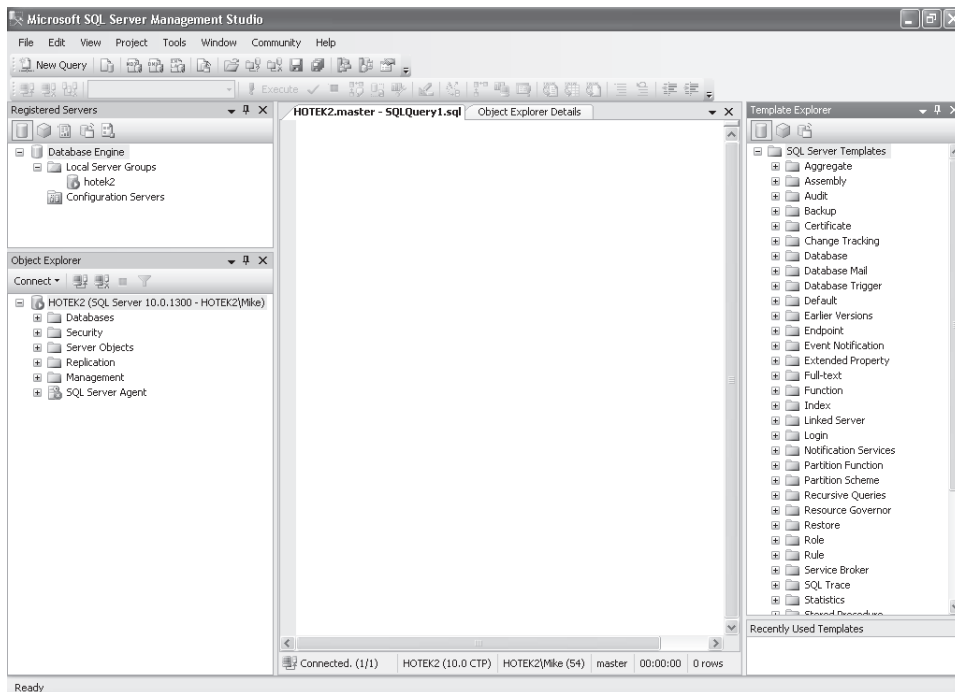 Microsoft SQL Server Management Studio
File Edit View Project Tools Window Community Help
New Query
Execute
Registered Servers
Database Engine
Local Server Groups
hotek2
Configuration Servers
Object Explorer
Connect
HOTEK2 (SQL Server 10.0.1300 - HOTEK2\Mike)
Databases
Security
Server Objects
Replication
Management
SQL Server Agent
HOTEK2.master - SQLQuery1.sql Object Explorer Details
Connected. (1/1) HOTEK2 (10.0 CTP) HOTEK2\Mike (54) master 00:00:00 0 rows
Template Explorer
SQL Server Templates
Aggregate
Assembly
Audit
Backup
Certificate
Change Tracking
Database
Database Mail
Database Trigger
Default
Earlier Versions
Endpoint
Event Notification
Extended Property
Full-text
Function
Index
Linked Server
Login
Notification Services
Partition Function
Partition Scheme
Recursive Queries
Resource Governor
Restore
Role
Rule
Service Broker
SQL Trace
Statistics
Stored Procedure
Recently Used Templates
Ready